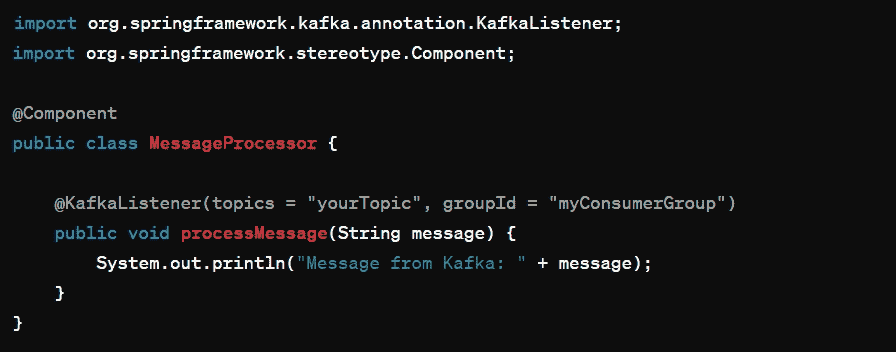 import org.springframework.kafka.annotation.KafkaListener;
import org.springframework.stereotype.Component;

@Component
public class MessageProcessor {

    @KafkaListener(topics = "yourTopic", groupId = "myConsumerGroup")
    public void processMessage(String message) {
        System.out.println("Message from Kafka: " + message);
    }
}